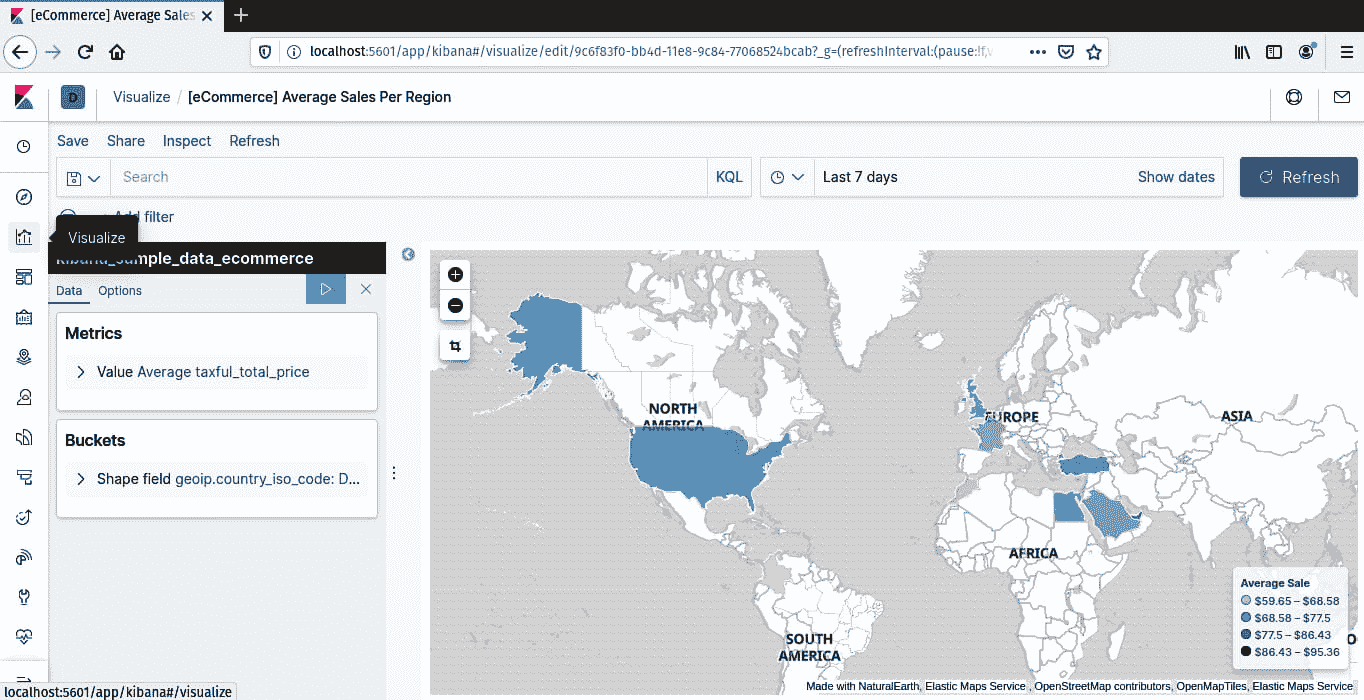 [eCommerce] Average Sales
localhost:5601/app/kibana#/visualize/edit/9c6f83f0-bb4d-11e8-9c84-77068524bcab?_g=(refreshInterval:(pause:!f,v
D
Visualize / [eCommerce] Average Sales Per Region
Save Share Inspect Refresh
Search KQL Last 7 days Show dates Refresh
Add filter
Visualize
kibana_sample_data_ecommerce
Data Options
Metrics
Value Average taxful_total_price
Buckets
Shape field geoip.country_iso_code: D...
NORTH
AMERICA
EUROPE
ASIA
AFRICA
SOUTH
AMERICA
Average Sale
$59.65 – $68.58
$68.58 – $77.5
$77.5 – $86.43
$86.43 – $95.36
Made with NaturalEarth, Elastic Maps Service , OpenStreetMap contributors, OpenMapTiles, Elastic Maps Service
localhost:5601/app/kibana#/visualize